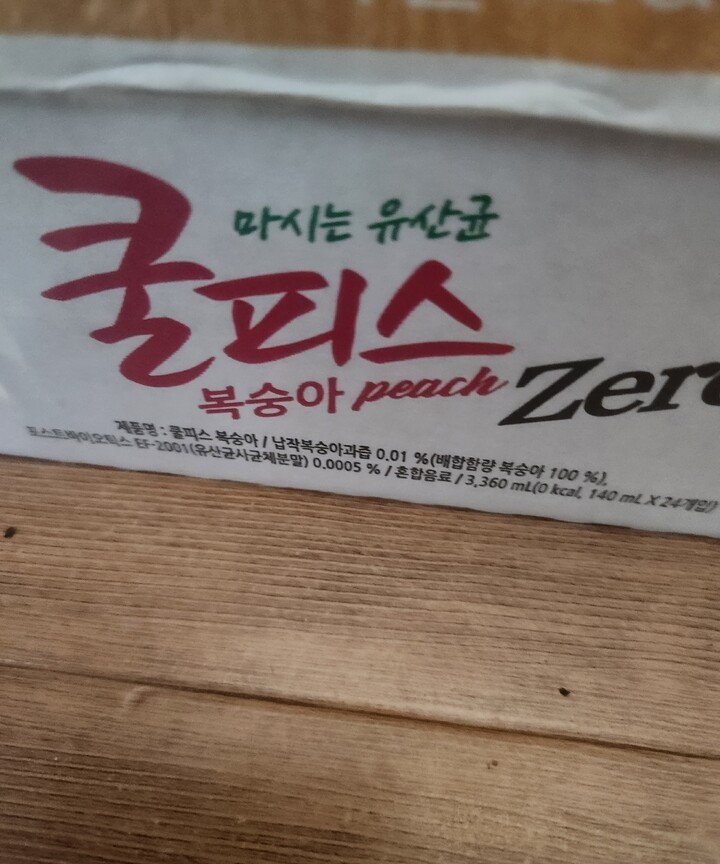 마시는 유산균
쿨피스
복숭아 peach Zero
제품명 : 쿨피스 복숭아 / 납작복숭아과즙 0.01 %(배합함량 복숭아 100 %),
포스트바이오틱스 EF-2001(유산균사균체분말) 0.0005 % / 혼합음료 / 3,360 mL(0 kcal, 140 mL X 24개입)